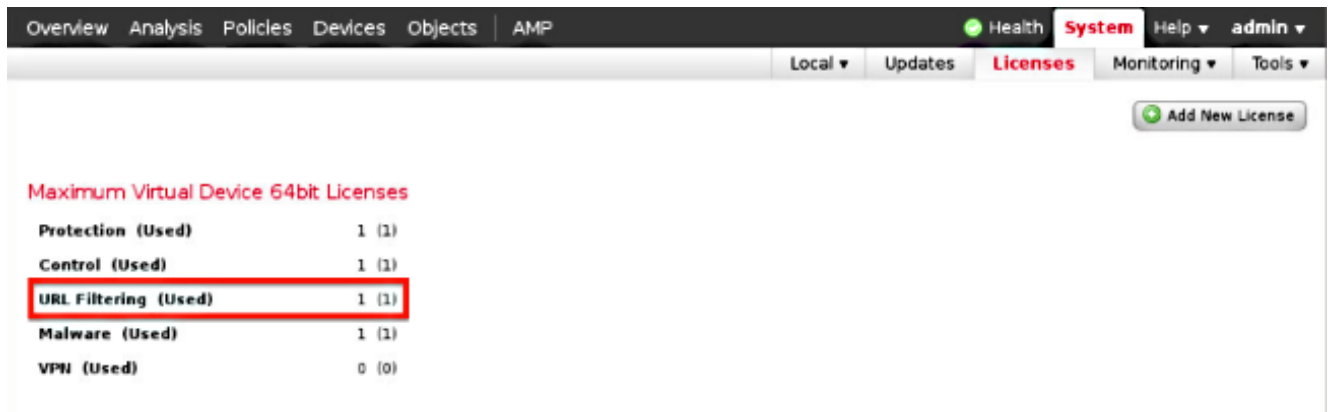 Overview Analysis Policies Devices Objects AMP Health System Help ▾ admin ▾
Local ▾ Updates Licenses Monitoring ▾ Tools ▾
Add New License
Maximum Virtual Device 64bit Licenses
Protection (Used) 1 (1)
Control (Used) 1 (1)
URL Filtering (Used) 1 (1)
Malware (Used) 1 (1)
VPN (Used) 0 (0)